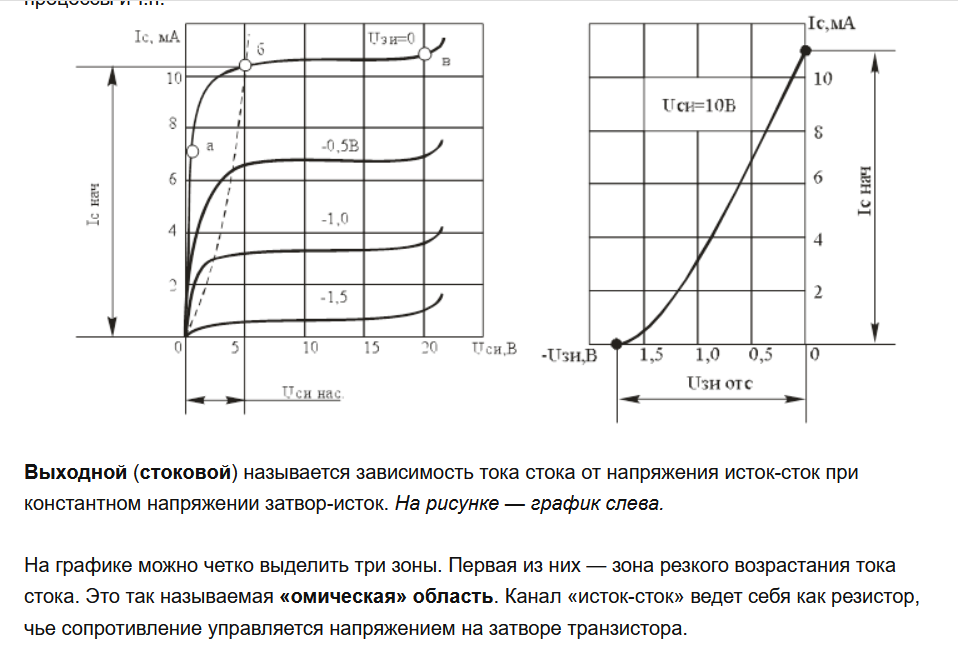 процессы и т.п.
Iс, мА
б
Uзи=0
в
10
8
а
-0,5В
6
Iс нач
4
-1,0
2
-1,5
0 5 10 15 20 Uси,В
Uси нас.
Iс,мА
10
Uси=10В
8
6
Iс нач
4
2
-Uзи,В 1,5 1,0 0,5 0
Uзи отс
Выходной (стоковой) называется зависимость тока стока от напряжения исток-сток при
константном напряжении затвор-исток. На рисунке — график слева.
На графике можно четко выделить три зоны. Первая из них — зона резкого возрастания тока
стока. Это так называемая «омическая» область. Канал «исток-сток» ведет себя как резистор,
чье сопротивление управляется напряжением на затворе транзистора.